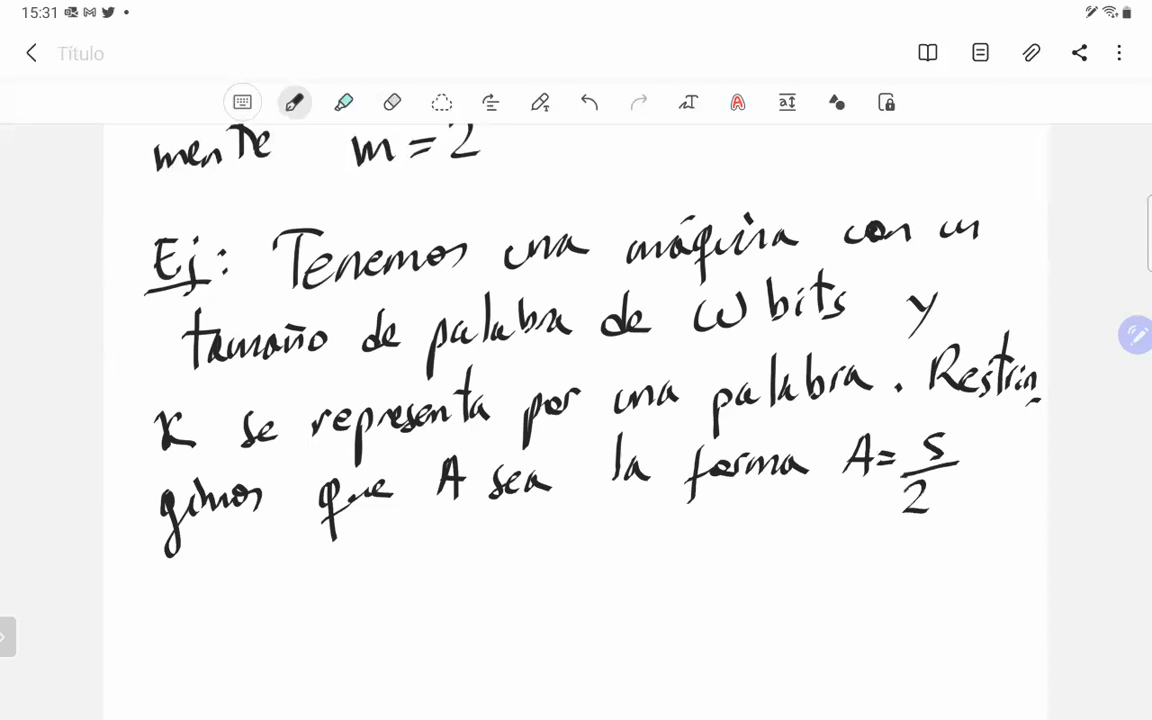 15:31
Título
mente m = 2
Ej: Tenemos una máquina con un
tamaño de palabra de w bits y
K se representa por una palabra. Restrin
gimos que A sea la forma A = s/2